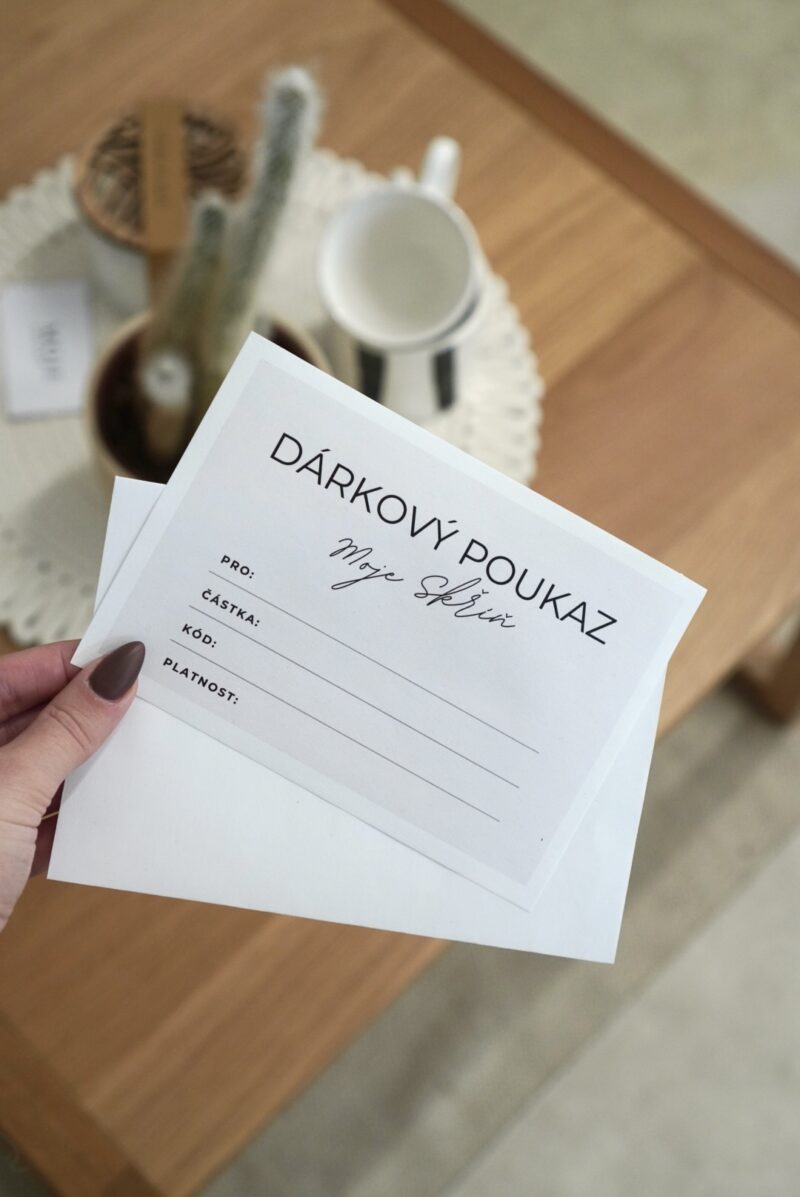 DÁRKOVÝ POUKAZ
Moje Skříň
PRO:
ČÁSTKA:
KÓD:
PLATNOST: